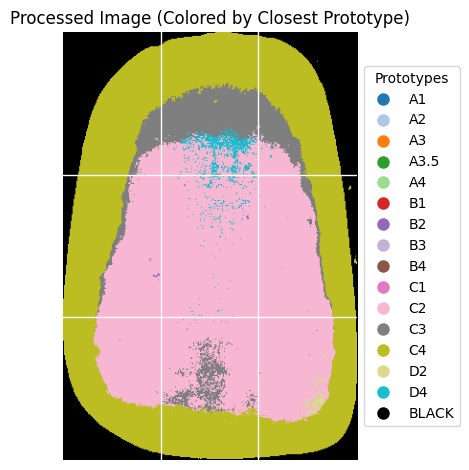 Processed Image (Colored by Closest Prototype)
Prototypes
A1
A2
A3
A3.5
A4
B1
B2
B3
B4
C1
C2
C3
C4
D2
D4
BLACK